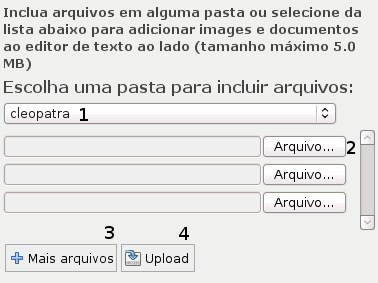 Inclua arquivos em alguma pasta ou selecione da
lista abaixo para adicionar images e documentos
ao editor de texto ao lado (tamanho máximo 5.0
MB)
Escolha uma pasta para incluir arquivos:
cleopatra 1
Arquivo... 2
Arquivo...
Arquivo...
3 4
Mais arquivos Upload